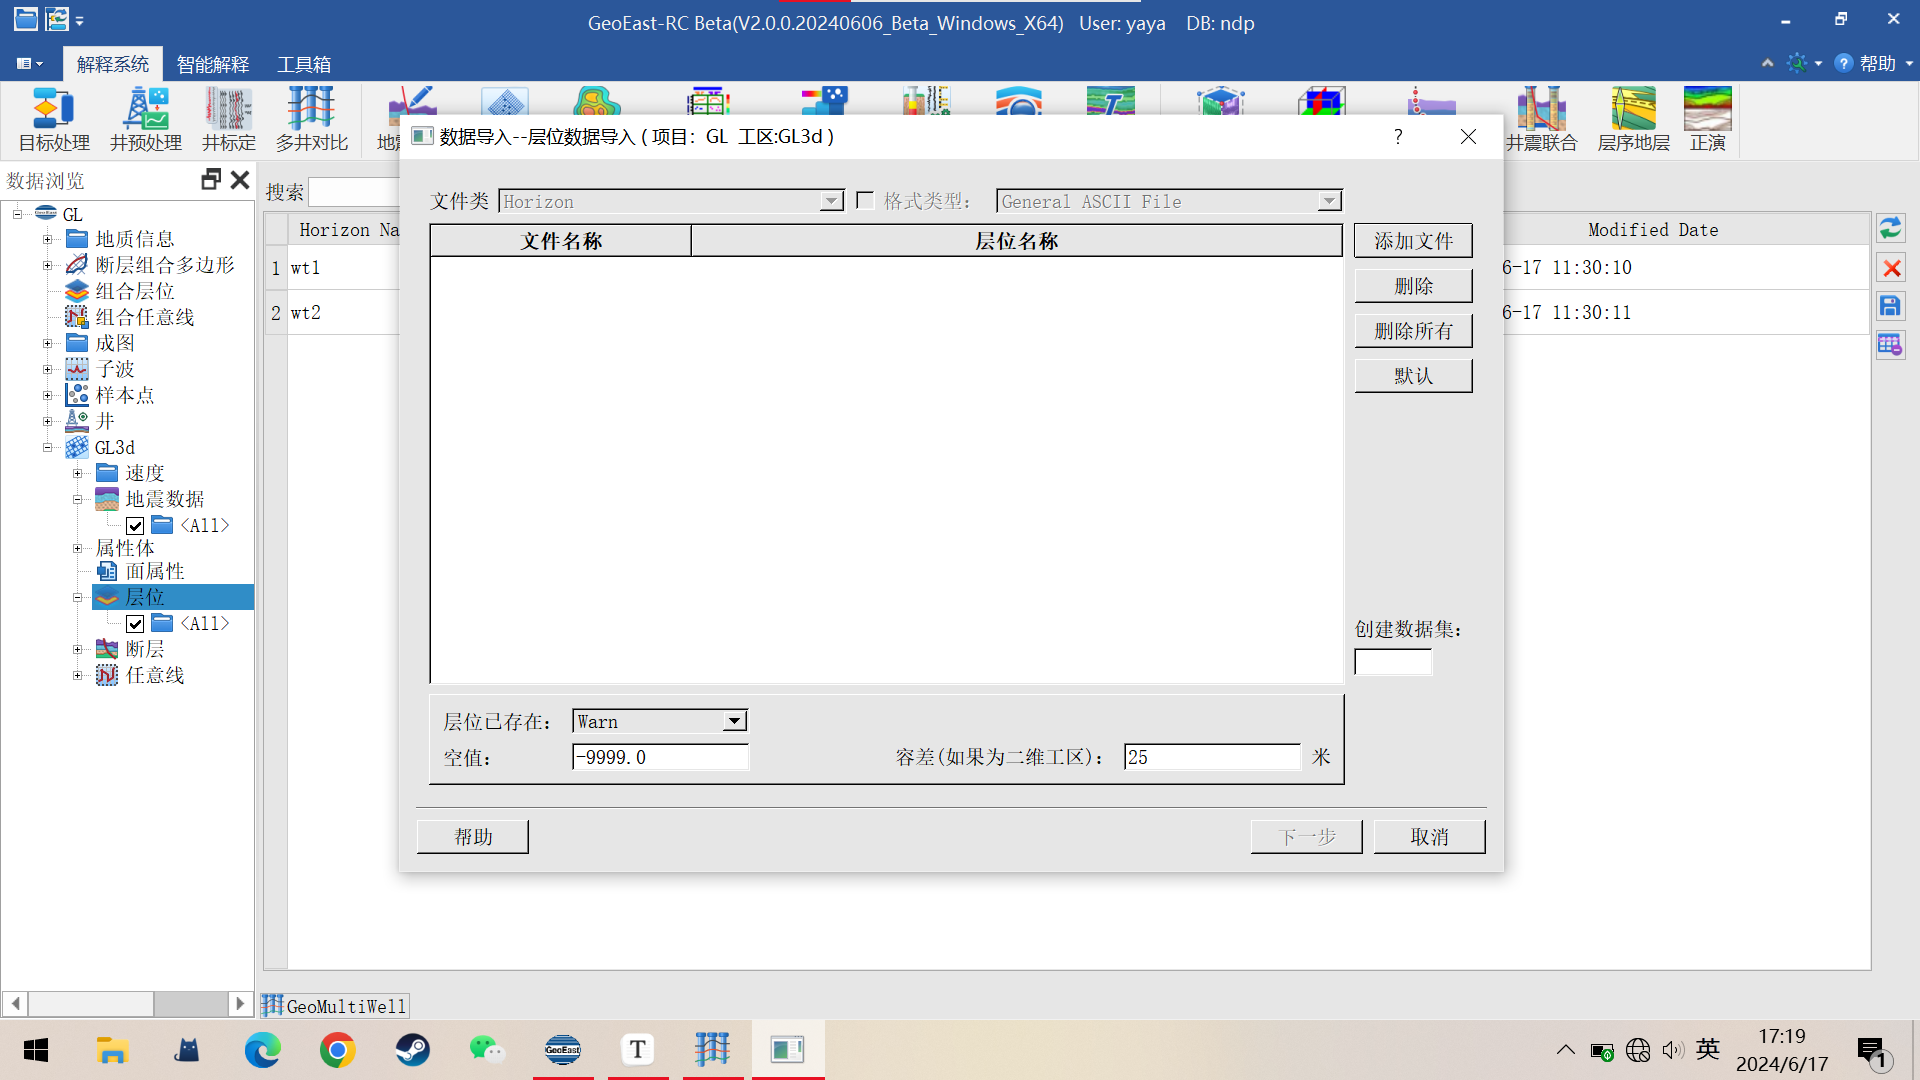 GeoEast-RC Beta(V2.0.0.20240606_Beta_Windows_X64)   User: yaya    DB: ndp
解释系统 智能解释 工具箱
帮助
目标处理 井预处理 井标定 多井对比 地 井震联合 层序地层 正演
数据导入--层位数据导入 ( 项目：GL  工区:GL3d )
?
数据浏览
搜索
文件类 Horizon 格式类型： General ASCII File
文件名称 层位名称
添加文件
删除
删除所有
默认
创建数据集：
层位已存在： Warn
空值： -9999.0
容差(如果为二维工区)： 25 米
帮助
下一步
取消
Horizon Na
Modified Date
1 wt1
6-17 11:30:10
2 wt2
6-17 11:30:11
GL
地质信息
断层组合多边形
组合层位
组合任意线
成图
子波
样本点
井
GL3d
速度
地震数据
<All>
属性体
面属性
层位
<All>
断层
任意线
GeoMultiWell
GeoEast
T
英
17:19
2024/6/17
1